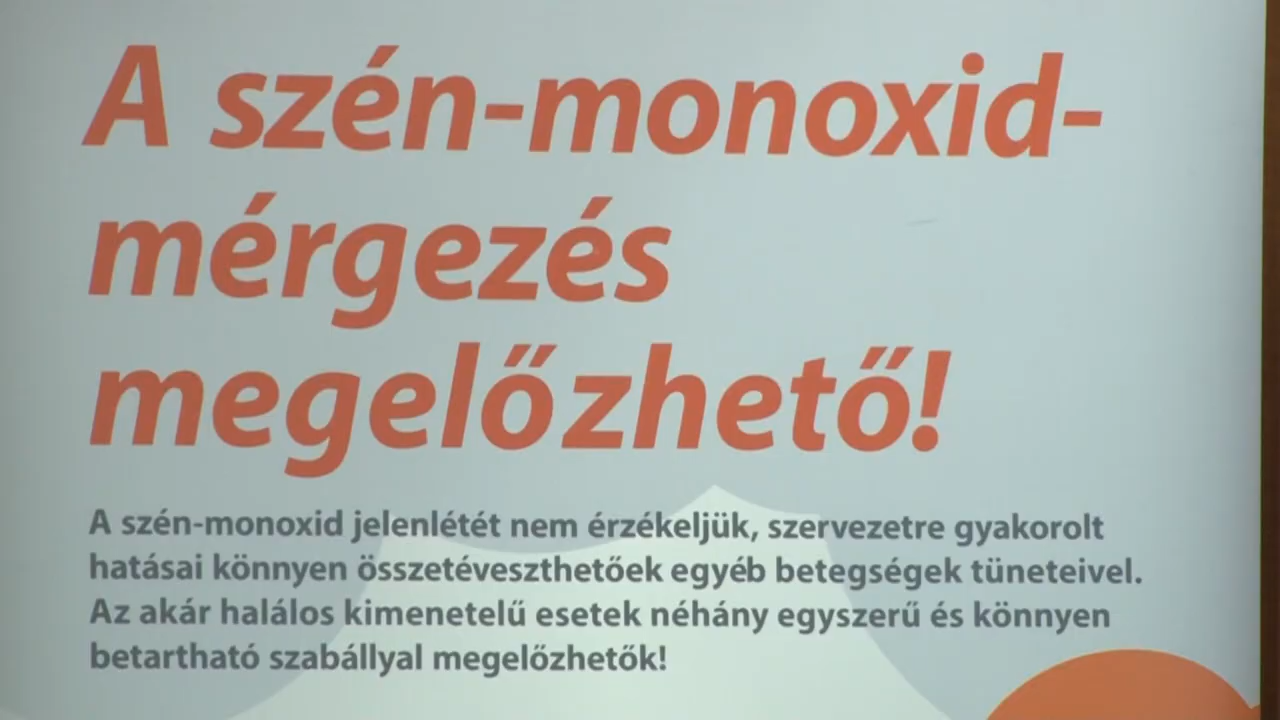 A szén-monoxid-
mérgezés
megelőzhető!
A szén-monoxid jelenlétét nem érzékeljük, szervezetre gyakorolt
hatásai könnyen összetéveszthetőek egyéb betegségek tüneteivel.
Az akár halálos kimenetelű esetek néhány egyszerű és könnyen
betartható szabállyal megelőzhetők!